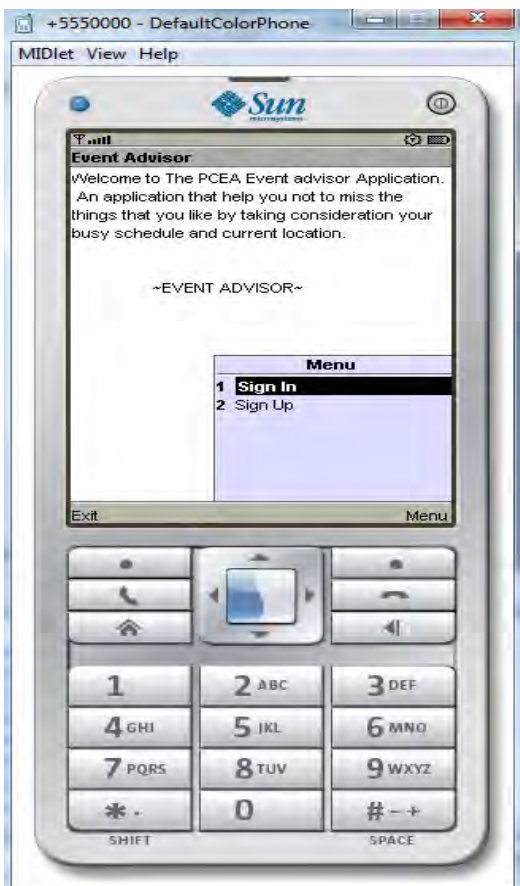 +5550000 - DefaultColorPhone
MIDlet View Help
Sun
microsystems
Event Advisor
Welcome to The PCEA Event advisor Application.
An application that help you not to miss the
things that you like by taking consideration your
busy schedule and current location.
~EVENT ADVISOR~
Menu
1 Sign In
2 Sign Up
Exit Menu
1 2 ABC 3 DEF
4 GHI 5 JKL 6 MNO
7 PQRS 8 TUV 9 WXYZ
* . 0 # - +
SHIFT SPACE